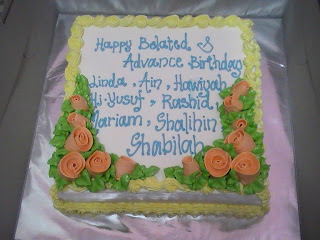 Happy Belated &
Advance Birthday
Linda, Ain, Hawiyah
Hj. Yusuf, Rashid,
Mariam, Shalihin
Shabilah